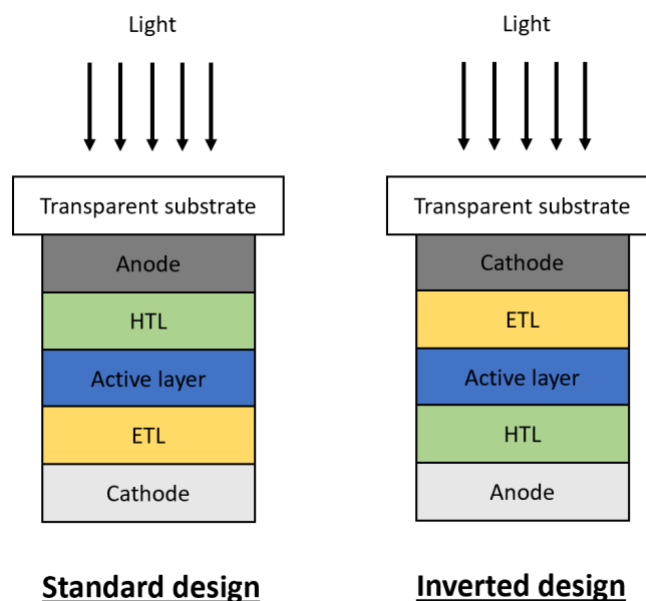 Light
Transparent substrate
Anode
HTL
Active layer
ETL
Cathode
Standard design
Light
Transparent substrate
Cathode
ETL
Active layer
HTL
Anode
Inverted design